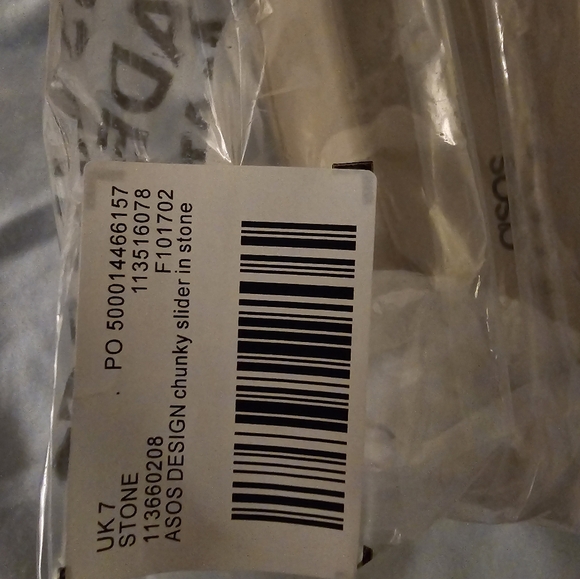 UK 7 PO 500014466157
STONE 113516078
113660208 F101702
ASOS DESIGN chunky slider in stone
asos